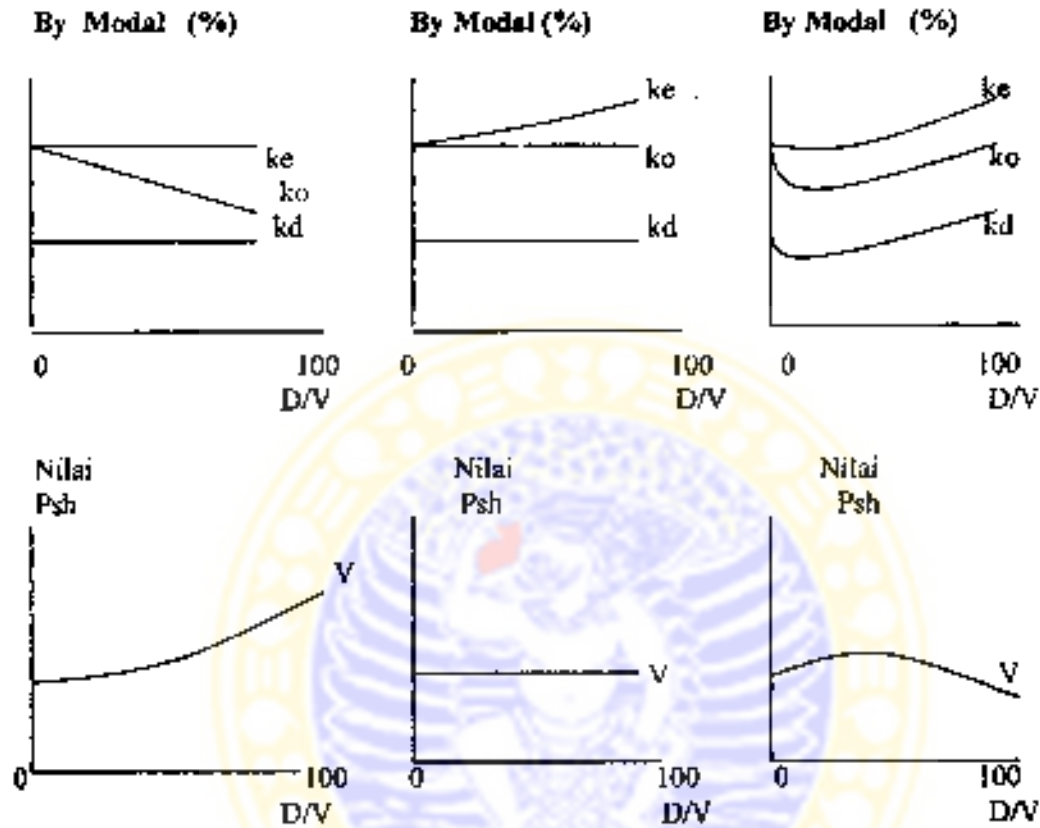 By Modal (%)
ke
ko
kd
0 100
D/V
By Modal (%)
ke
ko
kd
0 100
D/V
By Modal (%)
ke
ko
kd
0 100
D/V
Nilai
Psh
V
0 100
D/V
Nilai
Psh
V
0 100
D/V
Nilai
Psh
V
0 100
D/V